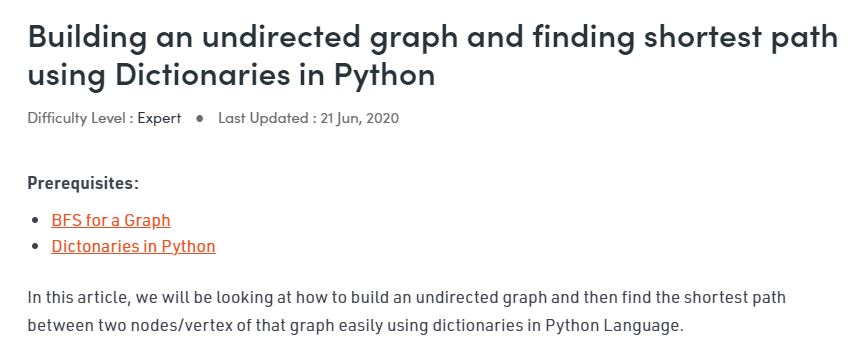 Building an undirected graph and finding shortest path
using Dictionaries in Python
Difficulty Level : Expert ● Last Updated : 21 Jun, 2020
Prerequisites:
• BFS for a Graph
• Dictonaries in Python
In this article, we will be looking at how to build an undirected graph and then find the shortest path
between two nodes/vertex of that graph easily using dictionaries in Python Language.